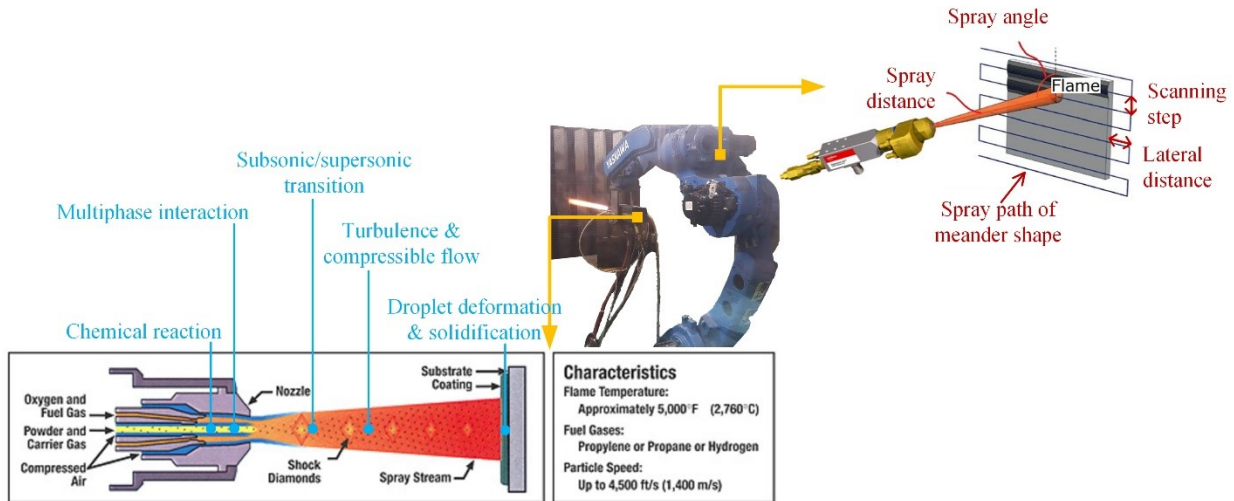 Spray angle
Flame
Spray
distance
Scanning
step
Lateral
distance
Spray path of
meander shape
YASKAWA
Subsonic/supersonic
transition
Multiphase interaction
Turbulence &
compressible flow
Droplet deformation
& solidification
Chemical reaction
Oxygen and
Fuel Gas
Powder and
Carrier Gas
Compressed
Air
Nozzle
Shock
Diamonds
Spray Stream
Substrate
Coating
Characteristics
Flame Temperature:
Approximately 5,000°F (2,760°C)
Fuel Gases:
Propylene or Propane or Hydrogen
Particle Speed:
Up to 4,500 ft/s (1,400 m/s)